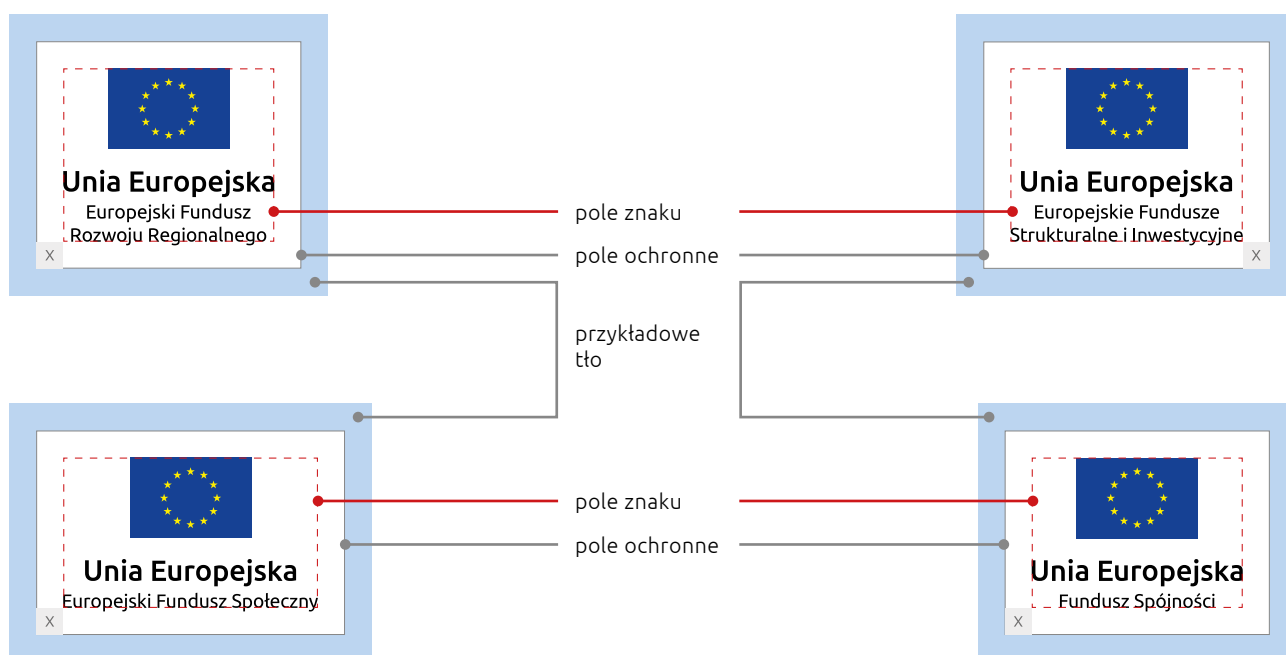 Unia Europejska
Europejski Fundusz
Rozwoju Regionalnego
X
pole znaku
pole ochronne
przykładowe
tło
Unia Europejska
Europejskie Fundusze
Strukturalne i Inwestycyjne
X
Unia Europejska
Europejski Fundusz Społeczny
X
pole znaku
pole ochronne
Unia Europejska
Fundusz Spójności
X